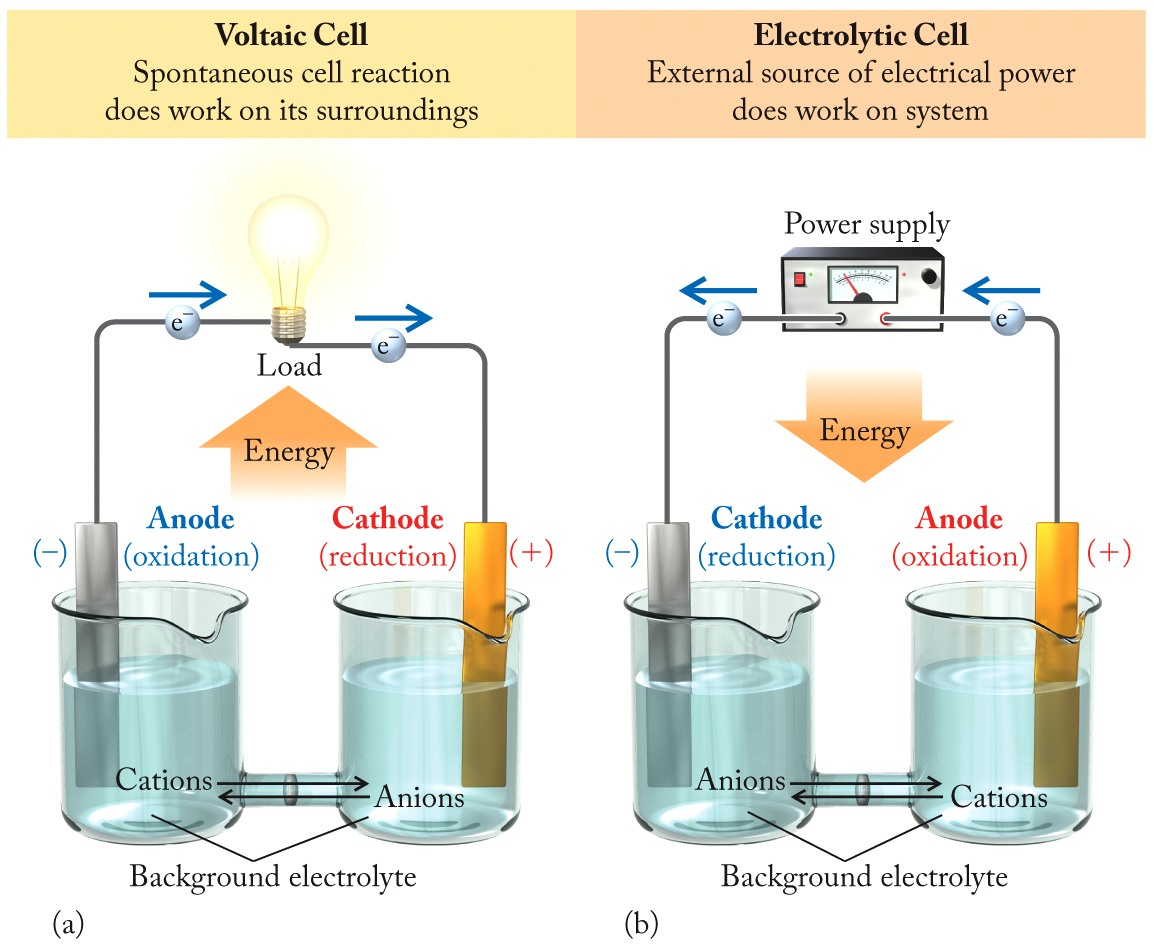 Voltaic Cell
Spontaneous cell reaction
does work on its surroundings
Electrolytic Cell
External source of electrical power
does work on system
e−
e−
Load
Energy
Anode
(oxidation)
(−)
Cathode
(reduction)
(+)
Cations
Anions
Background electrolyte
(a)
Power supply
e−
e−
Energy
Cathode
(reduction)
(−)
Anode
(oxidation)
(+)
Anions
Cations
Background electrolyte
(b)